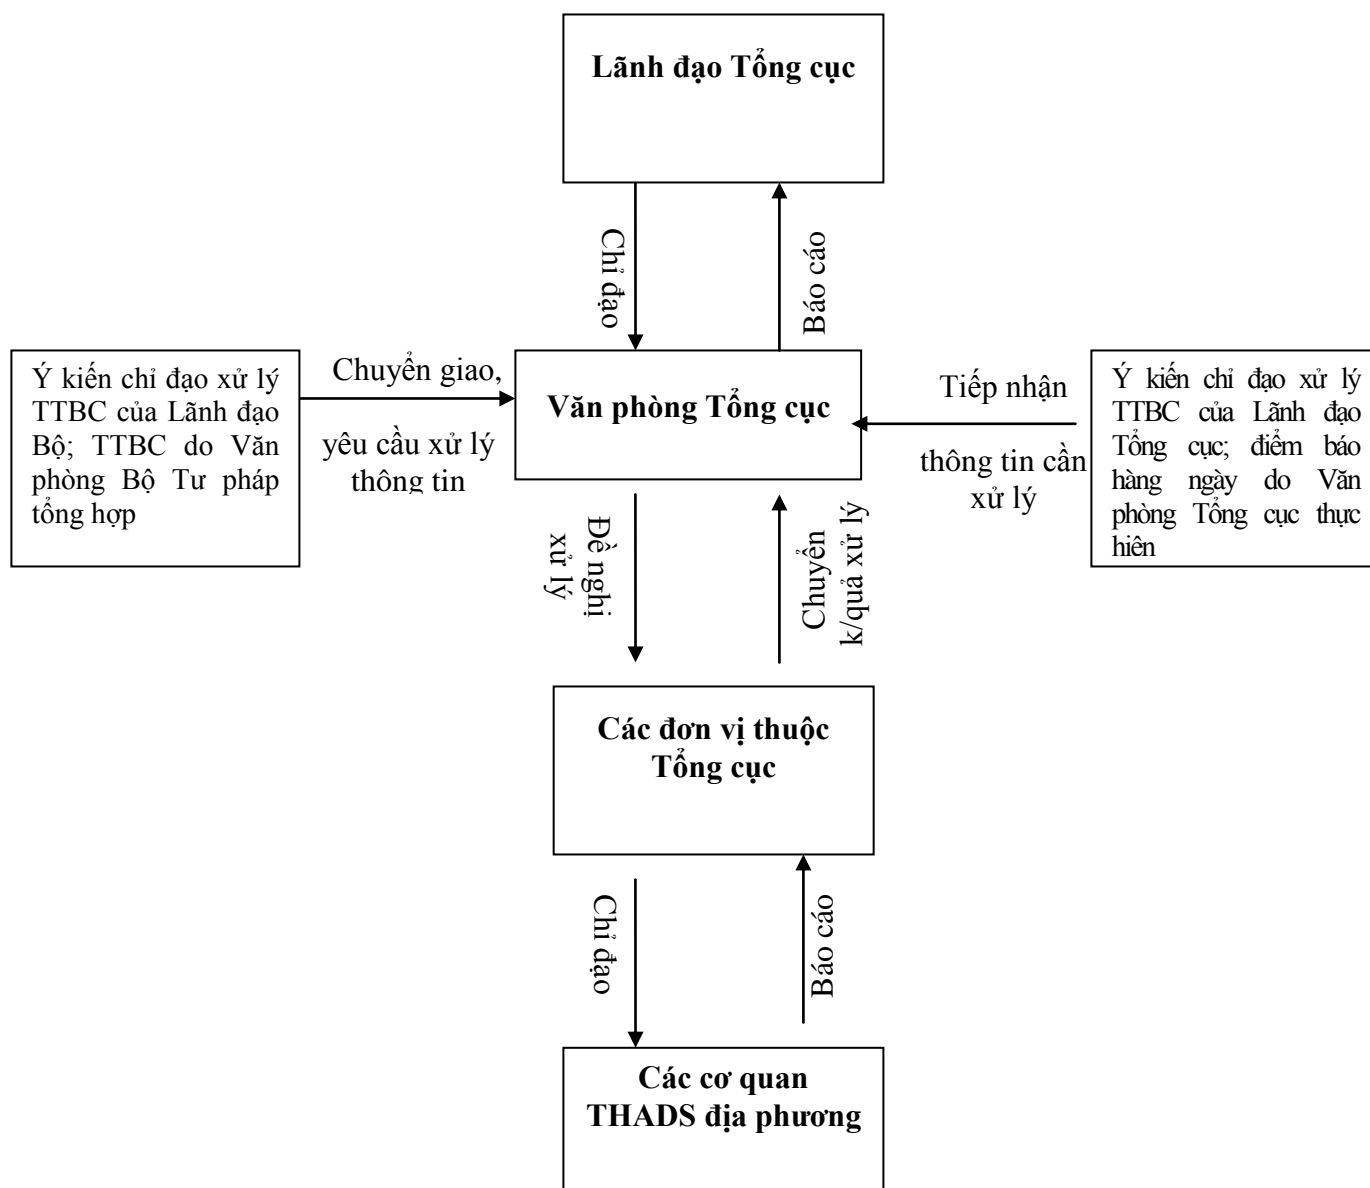 Lãnh đạo Tổng cục
Chỉ đạo
Báo cáo
Ý kiến chỉ đạo xử lý
TTBC của Lãnh đạo
Bộ; TTBC do Văn
phòng Bộ Tư pháp
tổng hợp
Chuyển giao,
yêu cầu xử lý
thông tin
Văn phòng Tổng cục
Tiếp nhận
thông tin cần
xử lý
Ý kiến chỉ đạo xử lý
TTBC của Lãnh đạo
Tổng cục; điểm báo
hàng ngày do Văn
phòng Tổng cục thực
hiên
Đề nghị
xử lý
Chuyển
k/quả xử lý
Các đơn vị thuộc
Tổng cục
Chỉ đạo
Báo cáo
Các cơ quan
THADS địa phương